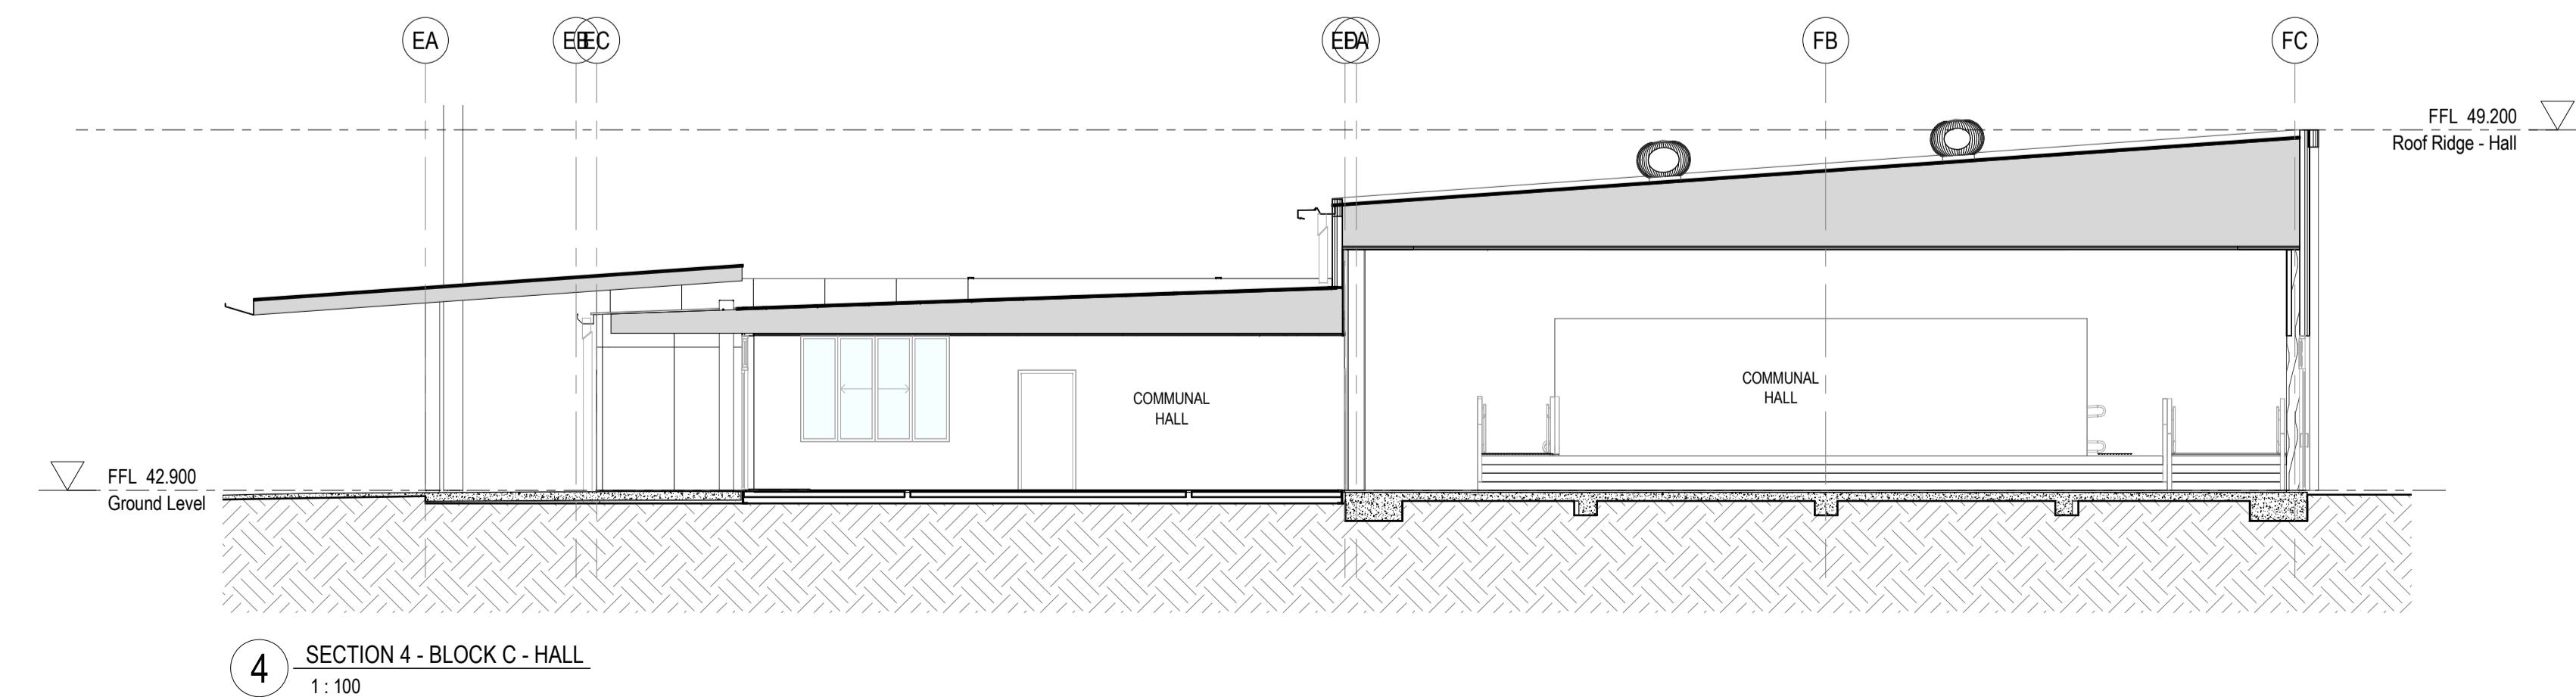 EA
EB
EC
ED
FA
FB
FC
FFL 49.200
Roof Ridge - Hall
COMMUNAL
HALL
COMMUNAL
HALL
FFL 42.900
Ground Level
4
SECTION 4 - BLOCK C - HALL
1 : 100